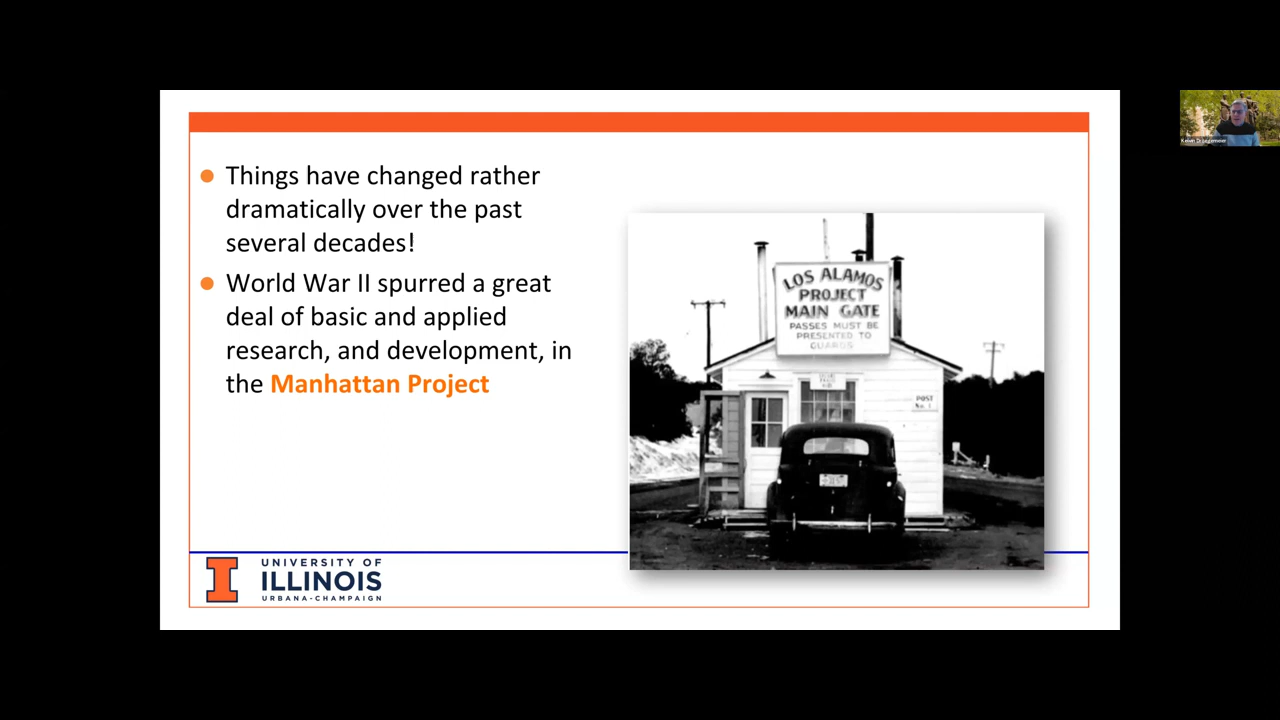 Things have changed rather
dramatically over the past
several decades!
World War II spurred a great
deal of basic and applied
research, and development, in
the Manhattan Project
LOS ALAMOS
PROJECT
MAIN GATE
PASSES MUST BE
PRESENTED TO
GUARDS
POST
No. 1
UNIVERSITY OF
ILLINOIS
URBANA-CHAMPAIGN
Kelvin Droegemeier